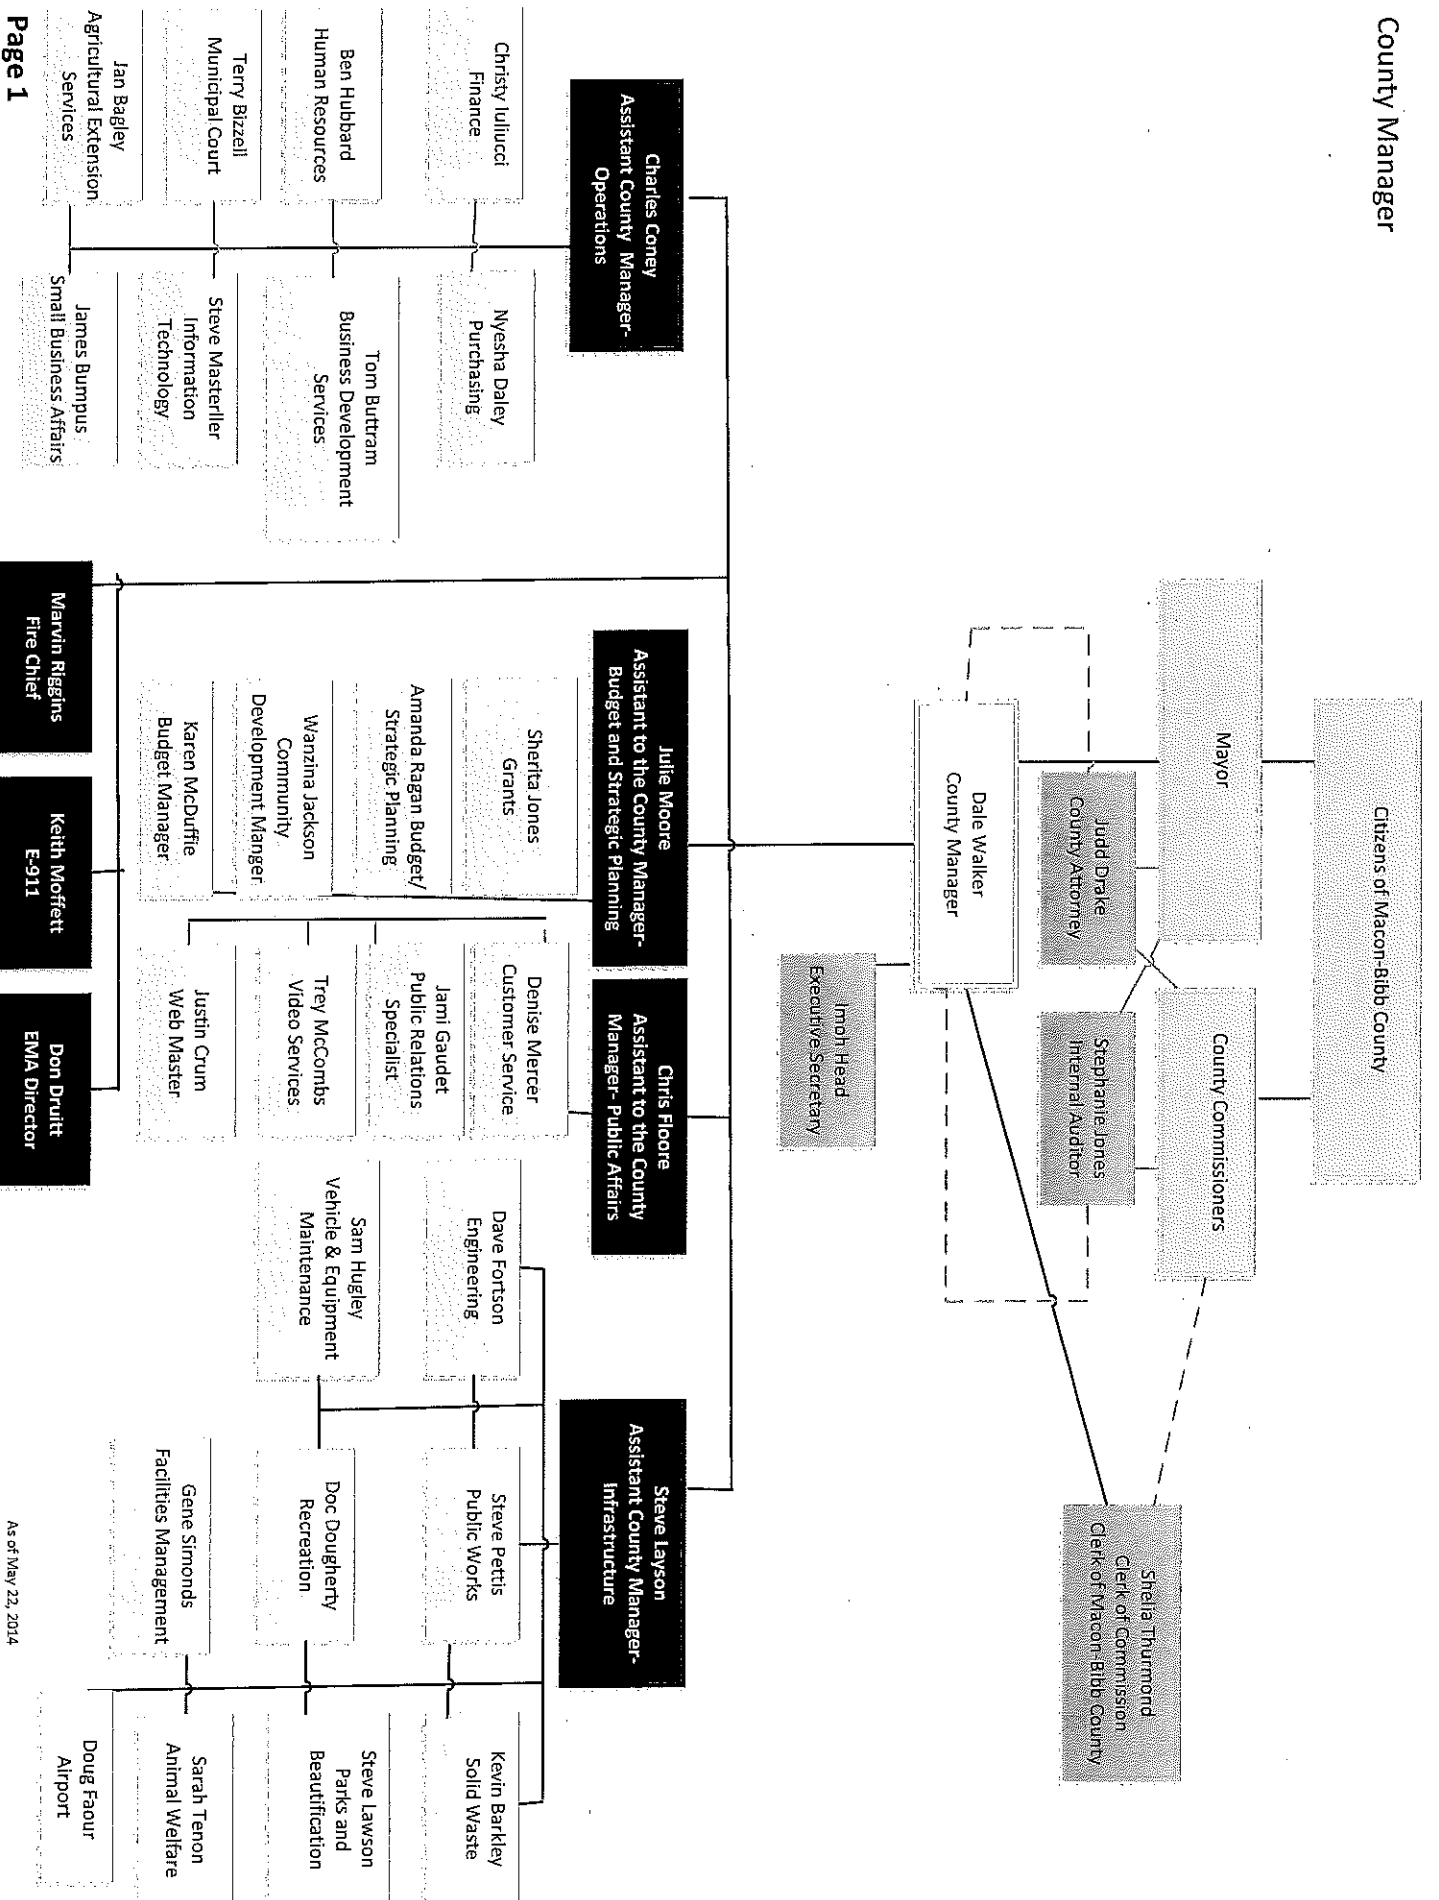 County Manager
Citizens of Macon-Bibb County
Mayor
County Commissioners
Judd Drake
County Attorney
Stephanie Jones
Internal Auditor
Shelia Thurmond
Clerk of Commission
Clerk of Macon-Bibb County
Dale Walker
County Manager
Imoh Head
Executive Secretary
Charles Coney
Assistant County Manager-
Operations
Julie Moore
Assistant to the County Manager-
Budget and Strategic Planning
Chris Floore
Assistant to the County
Manager- Public Affairs
Steve Layson
Assistant County Manager-
Infrastructure
Christy Iuliucci
Finance
Nyesha Daley
Purchasing
Ben Hubbard
Human Resources
Tom Buttram
Business Development
Services
Terry Bizzell
Municipal Court
Steve Masterller
Information
Technology
Jan Bagley
Agricultural Extension
Services
James Bumpus
Small Business Affairs
Sherita Jones
Grants
Amanda Ragan Budget/
Strategic Planning
Wanzina Jackson
Community
Development Manger
Karen McDuffie
Budget Manager
Denise Mercer
Customer Service
Jami Gaudet
Public Relations
Specialist
Trey McCombs
Video Services
Justin Crum
Web Master
Dave Fortson
Engineering
Steve Pettis
Public Works
Kevin Barkley
Solid Waste
Sam Hugley
Vehicle & Equipment
Maintenance
Doc Dougherty
Recreation
Steve Lawson
Parks and
Beautification
Gene Simonds
Facilities Management
Sarah Tenon
Animal Welfare
Doug Faour
Airport
Marvin Riggins
Fire Chief
Keith Moffett
E-911
Don Druitt
EMA Director
Page 1
As of May 22, 2014